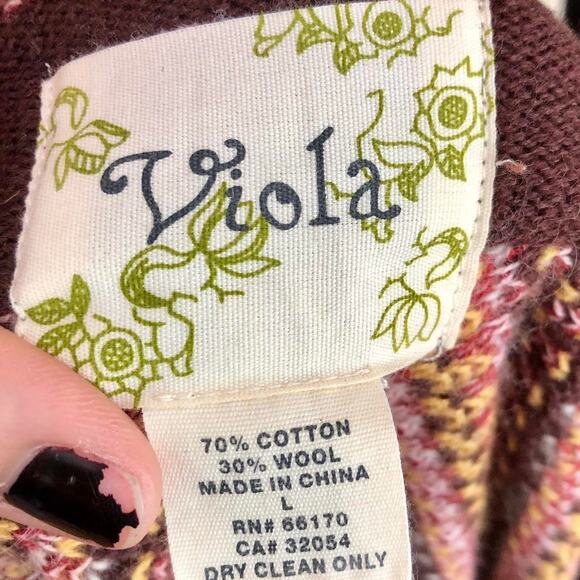 Viola
70% COTTON
30% WOOL
MADE IN CHINA
L
RN# 66170
CA# 32054
DRY CLEAN ONLY